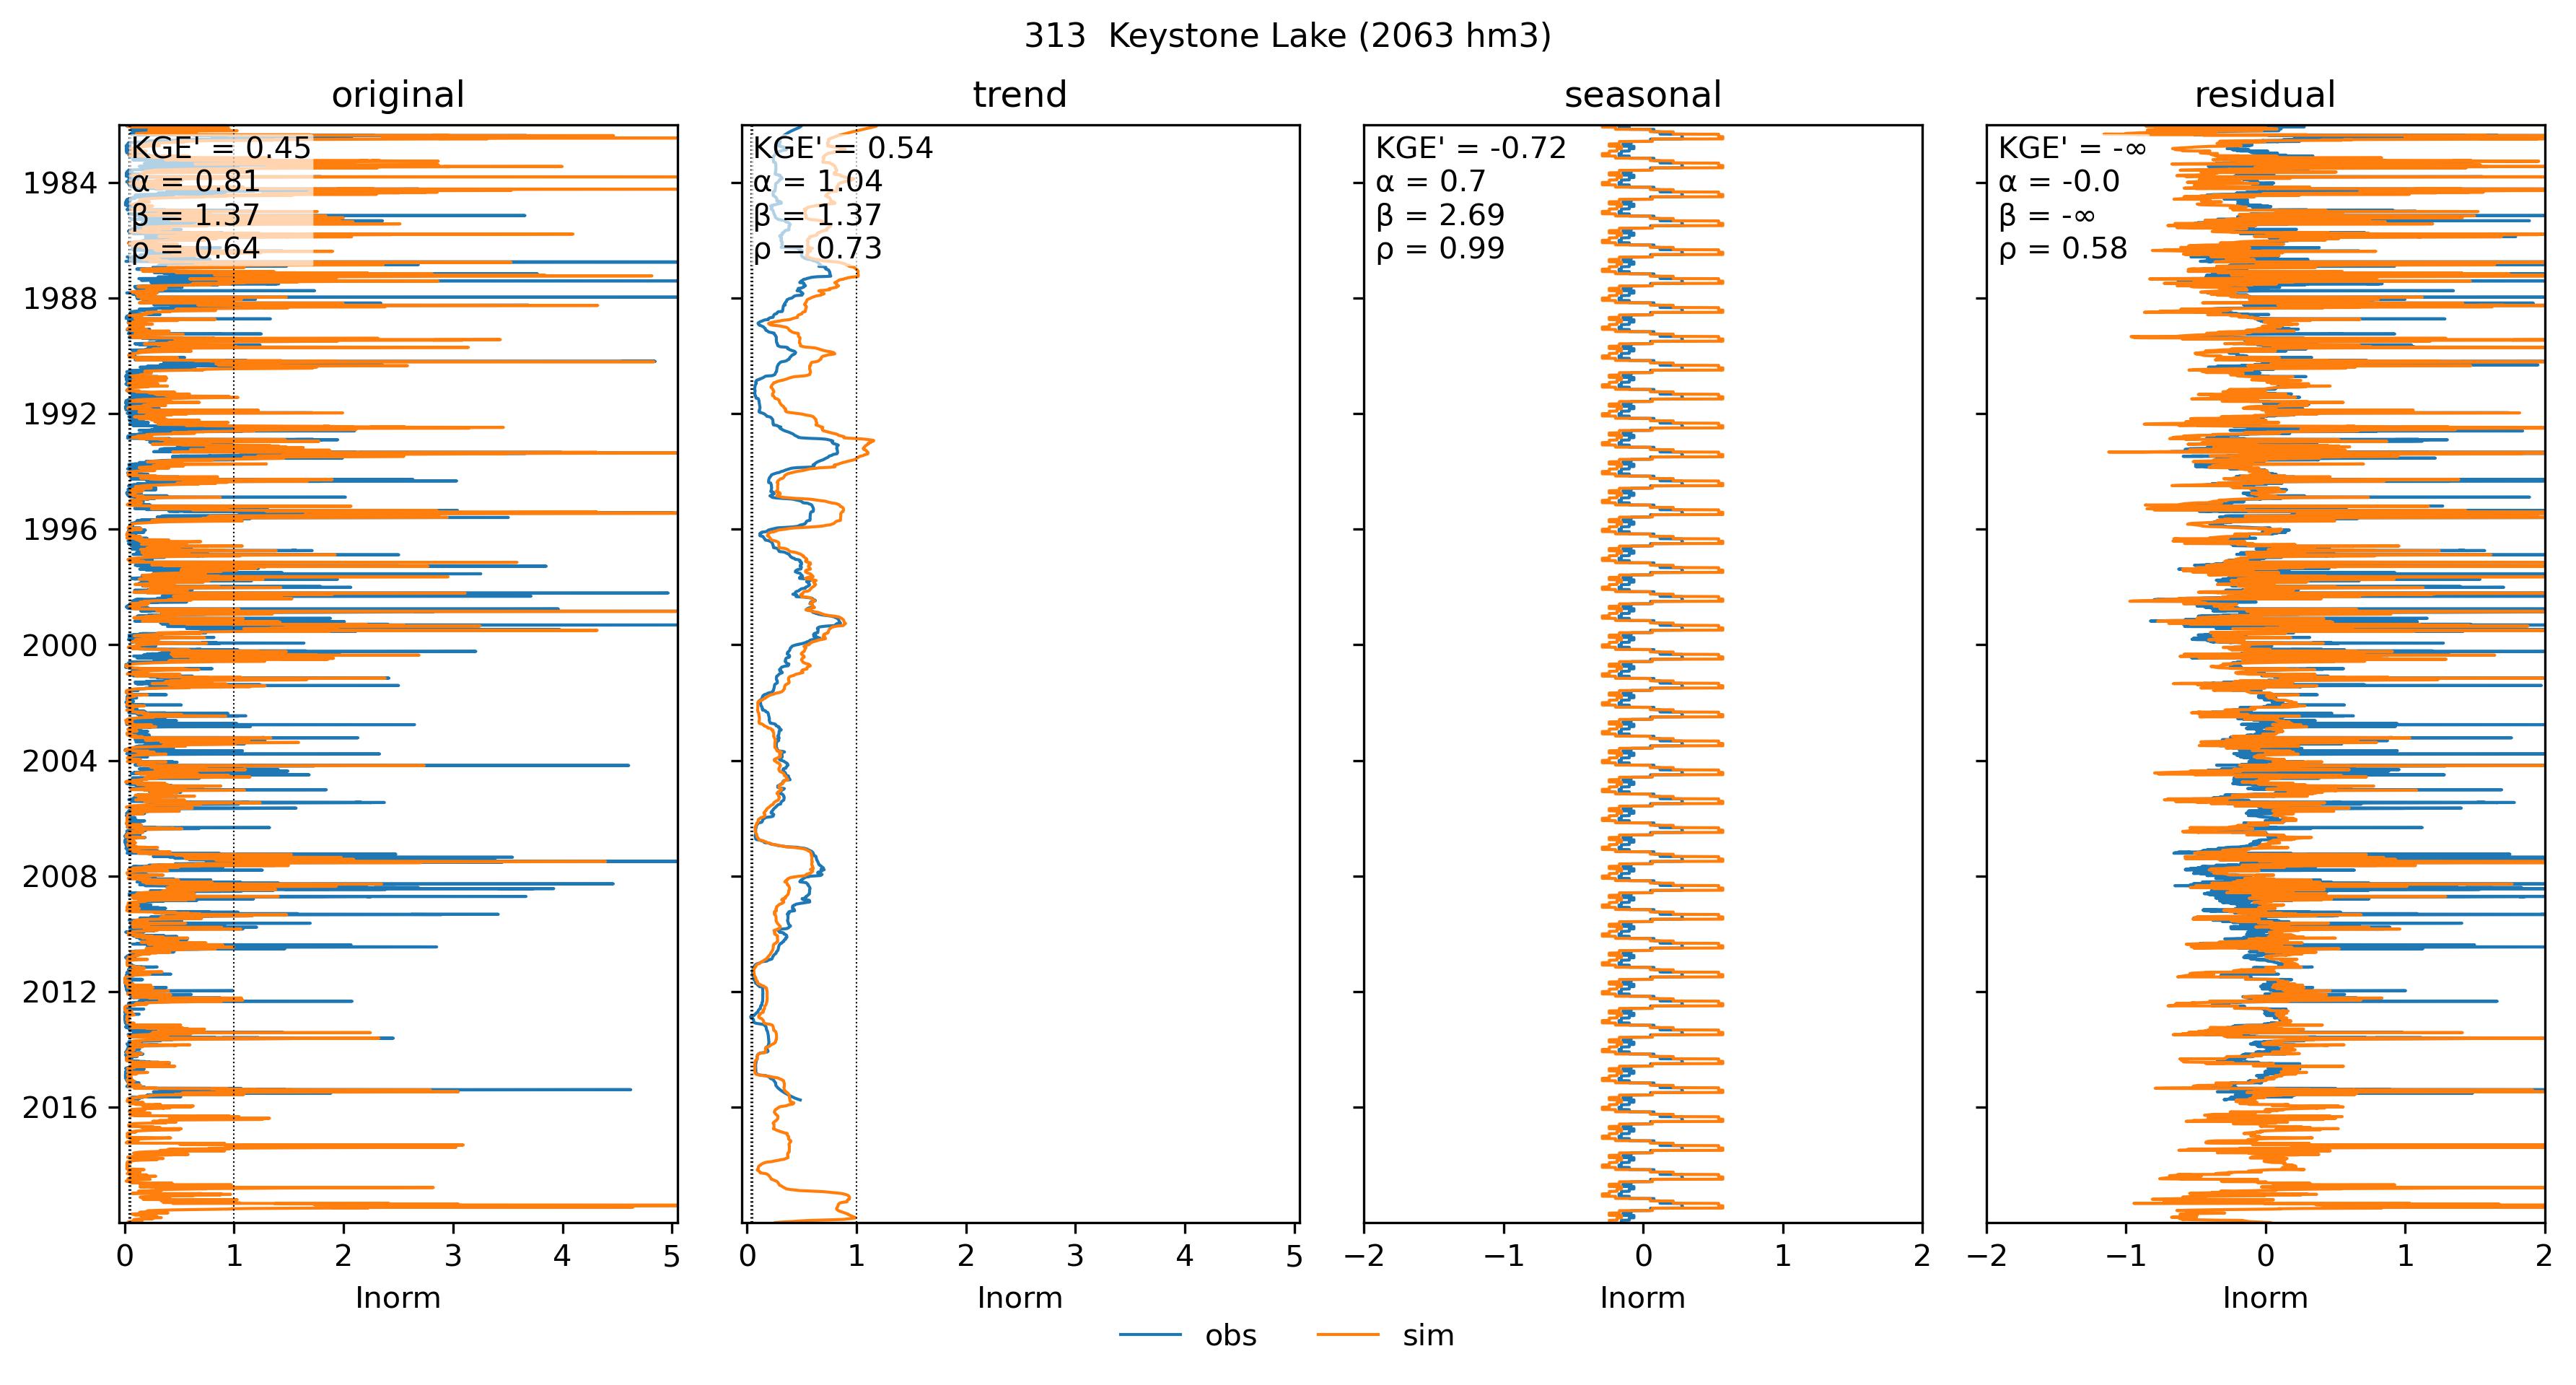 313  Keystone Lake (2063 hm3)
original
trend
seasonal
residual
KGE' = 0.45
α = 0.81
β = 1.37
ρ = 0.64
KGE' = 0.54
α = 1.04
β = 1.37
ρ = 0.73
KGE' = -0.72
α = 0.7
β = 2.69
ρ = 0.99
KGE' = -∞
α = -0.0
β = -∞
ρ = 0.58
1984
1988
1992
1996
2000
2004
2008
2012
2016
0 1 2 3 4 5
0 1 2 3 4 5
−2 −1 0 1 2
−2 −1 0 1 2
Inorm
Inorm
Inorm
Inorm
obs
sim